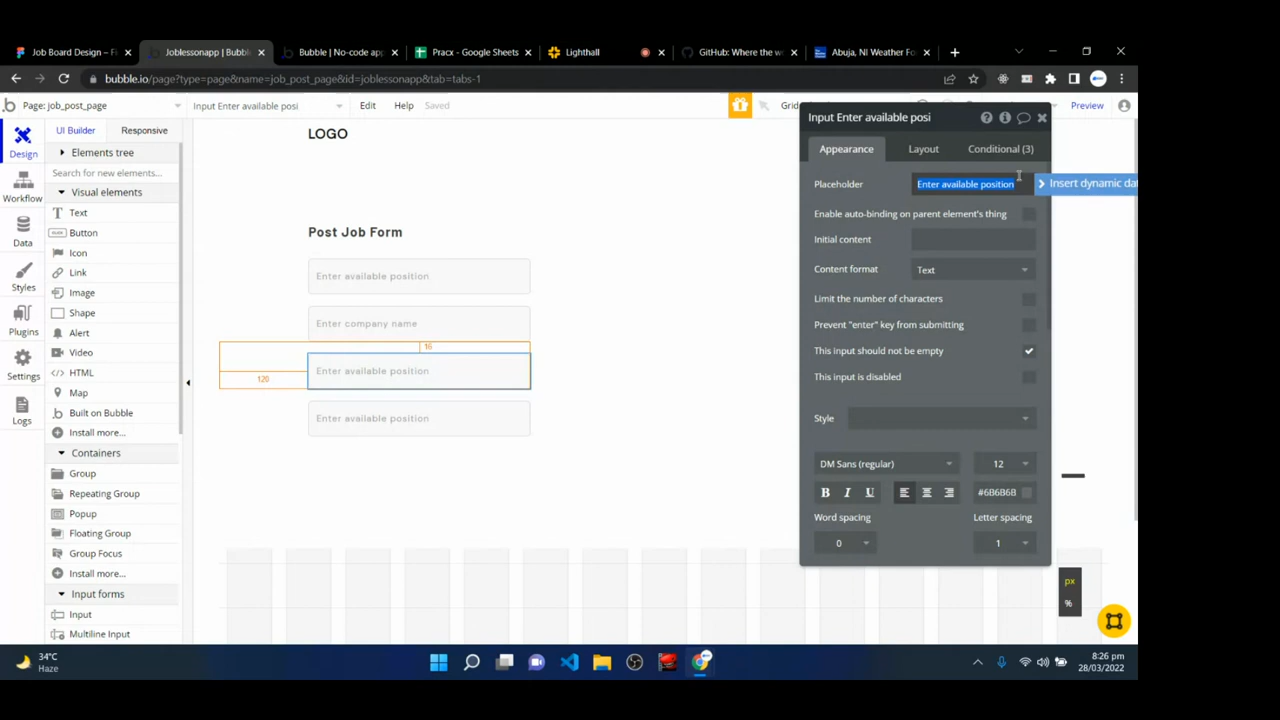 Job Board Design – Fi
Joblessonapp | Bubbl
Bubble | No-code app
Pracx - Google Sheets
Lighthall
GitHub: Where the w
Abuja, NI Weather Fo
bubble.io/page?type=page&name=job_post_page&id=joblessonapp&tab=tabs-1
Page: job_post_page
Input Enter available posi
Edit
Help
Saved
Grid
Preview
Design
Workflow
Data
Styles
Plugins
Settings
Logs
UI Builder
Responsive
Elements tree
Search for new elements...
Visual elements
Text
CLICK
Button
Icon
Link
Image
Shape
Alert
Video
</> HTML
Map
Built on Bubble
Install more...
Containers
Group
Repeating Group
Popup
Floating Group
Group Focus
Install more...
Input forms
Input
Multiline Input
LOGO
Post Job Form
Enter available position
Enter company name
16
120
Enter available position
Enter available position
Input Enter available posi
Appearance
Layout
Conditional (3)
Placeholder
Enter available position
Insert dynamic dat
Enable auto-binding on parent element's thing
Initial content
Content format
Text
Limit the number of characters
Prevent "enter" key from submitting
This input should not be empty
This input is disabled
Style
DM Sans (regular)
12
B
I
U
#6B6B6B
Word spacing
Letter spacing
0
1
px
%
34°C
Haze
8:26 pm
28/03/2022